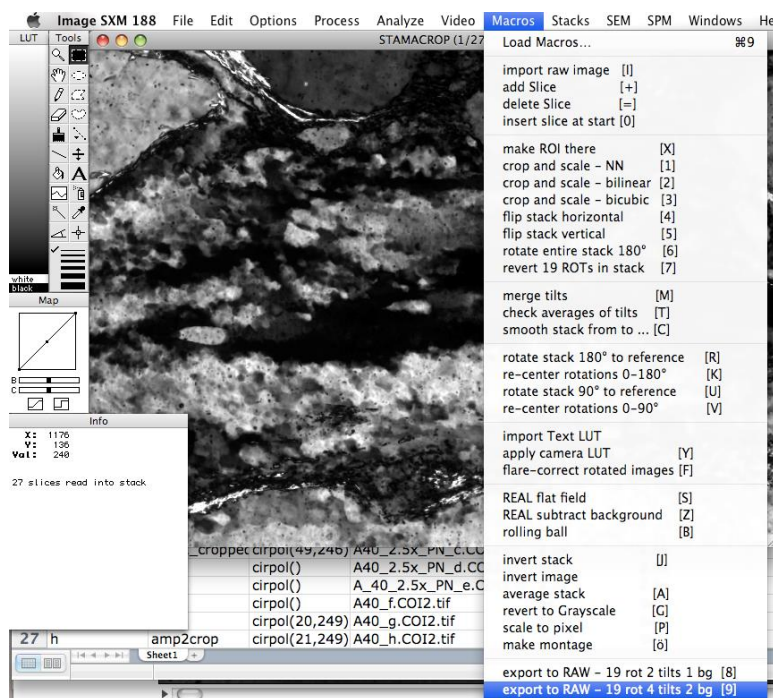 Image SXM 188 File Edit Options Process Analyze Video Macros Stacks SEM SPM Windows
LUT Tools
STAMACROP (1/27
Load Macros... ⌘9
import raw image [I]
add Slice [+]
delete Slice [=]
insert slice at start [0]
make ROI there [X]
crop and scale - NN [1]
crop and scale - bilinear [2]
crop and scale - bicubic [3]
flip stack horizontal [4]
flip stack vertical [5]
rotate entire stack 180° [6]
revert 19 ROTs in stack [7]
merge tilts [M]
check averages of tilts [T]
smooth stack from to ... [C]
rotate stack 180° to reference [R]
re-center rotations 0-180° [K]
rotate stack 90° to reference [U]
re-center rotations 0-90° [V]
import Text LUT
apply camera LUT [Y]
flare-correct rotated images [F]
REAL flat field [S]
REAL subtract background [Z]
rolling ball [B]
invert stack [J]
invert image
average stack [A]
revert to Grayscale [G]
scale to pixel [P]
make montage [ö]
export to RAW - 19 rot 2 tilts 1 bg [8]
export to RAW - 19 rot 4 tilts 2 bg [9]
A
white
black
Map
B
C
Info
X: 1176
Y: 136
Val: 240
27 slices read into stack
_cropped cirpol(49,246) A40_2.5x_PN_c.CO
cirpol() A40_2.5x_PN_d.CC
cirpol() A_40_2.5x_PN_e.C
cirpol() A40_f.COI2.tif
cirpol(20,249) A40_g.COI2.tif
27 h amp2crop cirpol(21,249) A40_h.COI2.tif
Sheet1 +